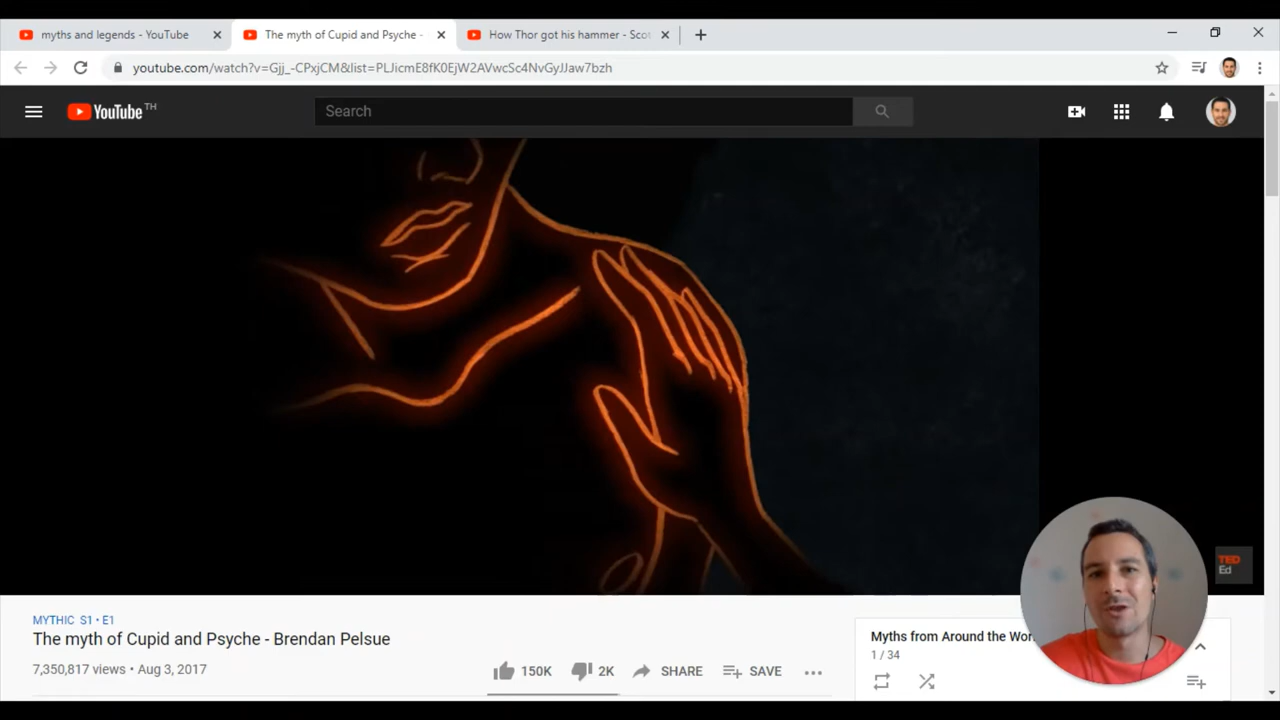 myths and legends - YouTube
The myth of Cupid and Psyche -
How Thor got his hammer - Scot
youtube.com/watch?v=Gjj_-CPxjCM&list=PLJicmE8fK0EjW2AVwcSc4NvGyJJaw7bzh
YouTube TH
Search
TED
Ed
MYTHIC S1 • E1
The myth of Cupid and Psyche - Brendan Pelsue
7,350,817 views • Aug 3, 2017
150K
2K
SHARE
SAVE
Myths from Around the Wor
1 / 34